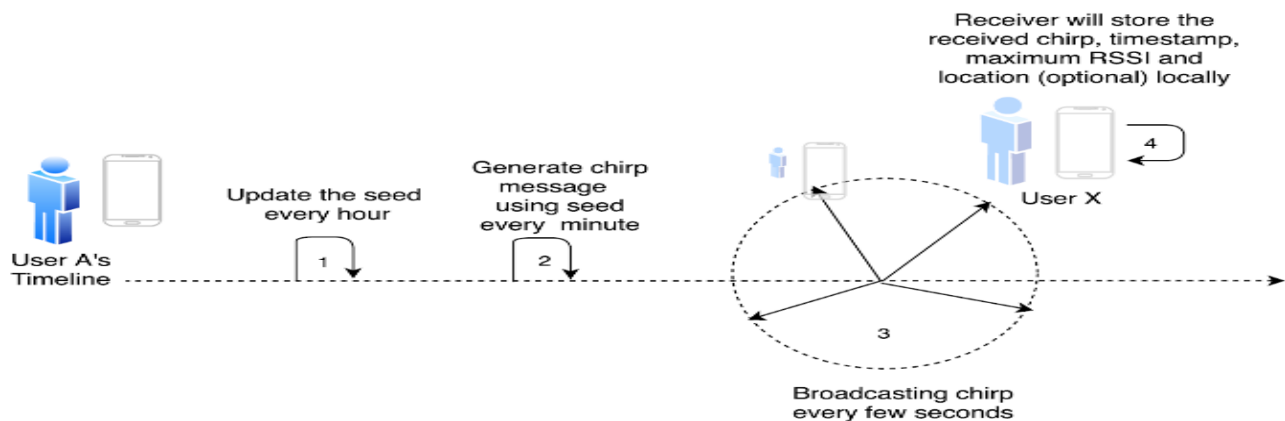 Receiver will store the
received chirp, timestamp,
maximum RSSI and
location (optional) locally
User A's
Timeline
Update the seed
every hour
1
Generate chirp
message
using seed
every minute
2
3
Broadcasting chirp
every few seconds
4
User X